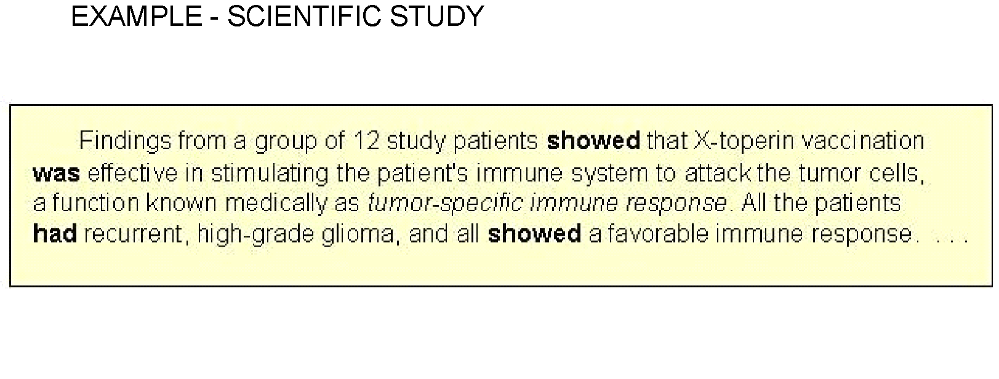 EXAMPLE - SCIENTIFIC STUDY
Findings from a group of 12 study patients showed that X-toperin vaccination
was effective in stimulating the patient's immune system to attack the tumor cells,
a function known medically as tumor-specific immune response. All the patients
had recurrent, high-grade glioma, and all showed a favorable immune response. . . .